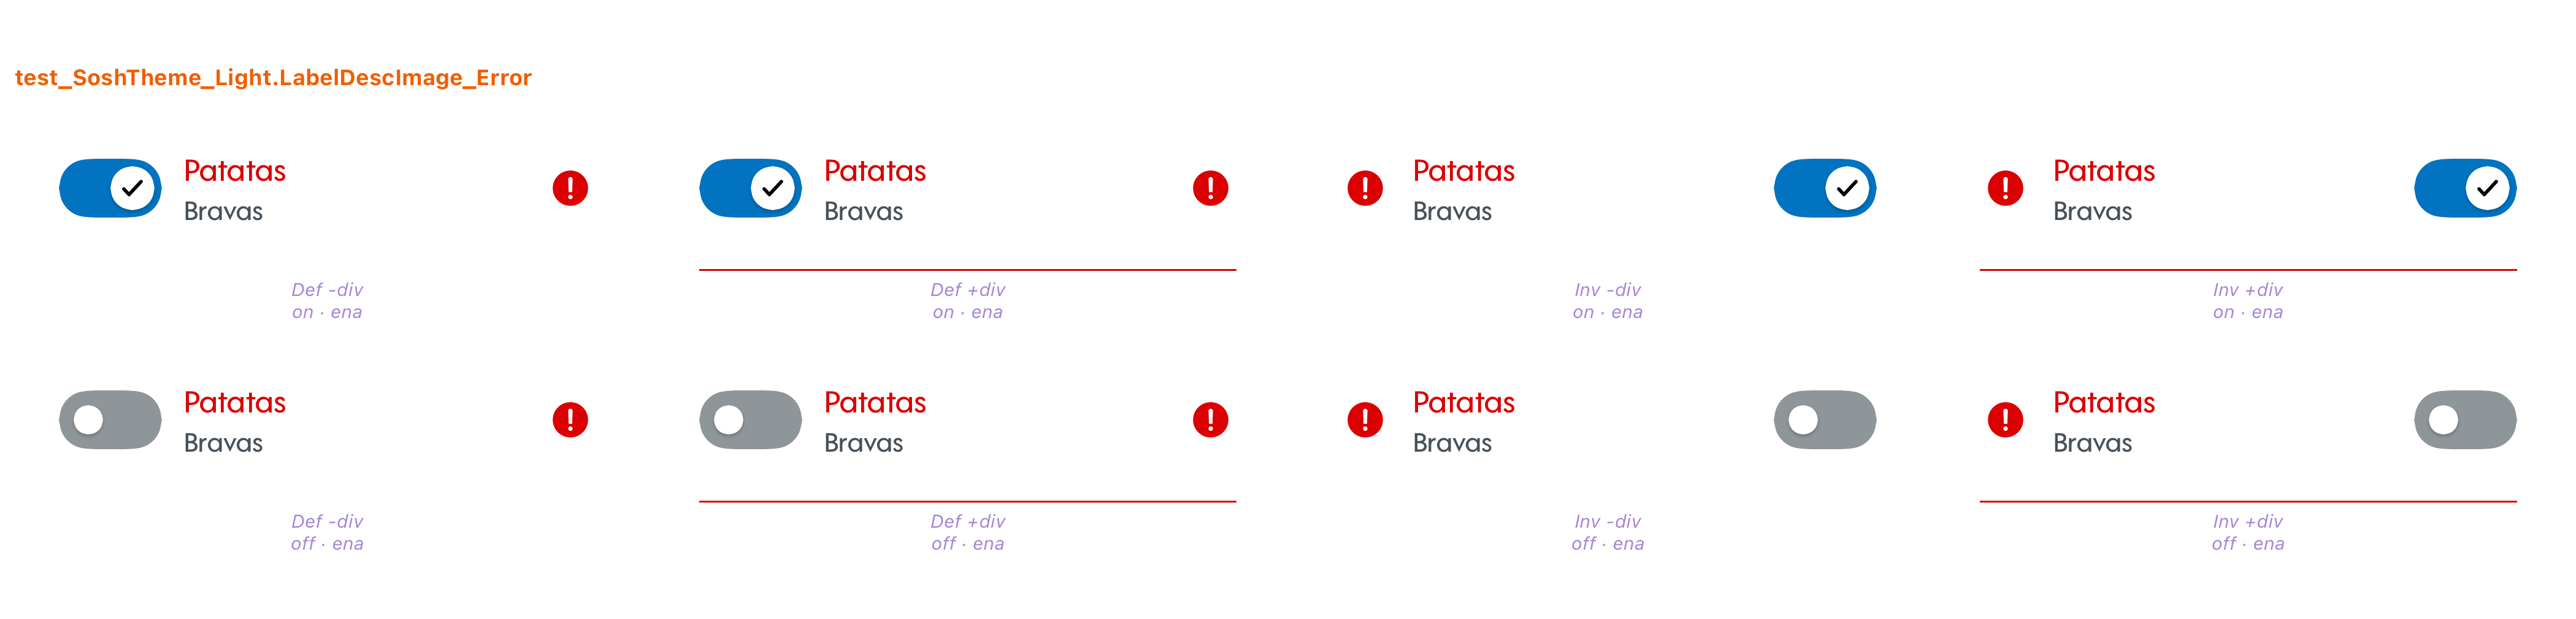 test_SoshTheme_Light.LabelDescImage_Error
Patatas
Bravas
Def -div
on · ena
Patatas
Bravas
Def +div
on · ena
Patatas
Bravas
Inv -div
on · ena
Patatas
Bravas
Inv +div
on · ena
Patatas
Bravas
Def -div
off · ena
Patatas
Bravas
Def +div
off · ena
Patatas
Bravas
Inv -div
off · ena
Patatas
Bravas
Inv +div
off · ena